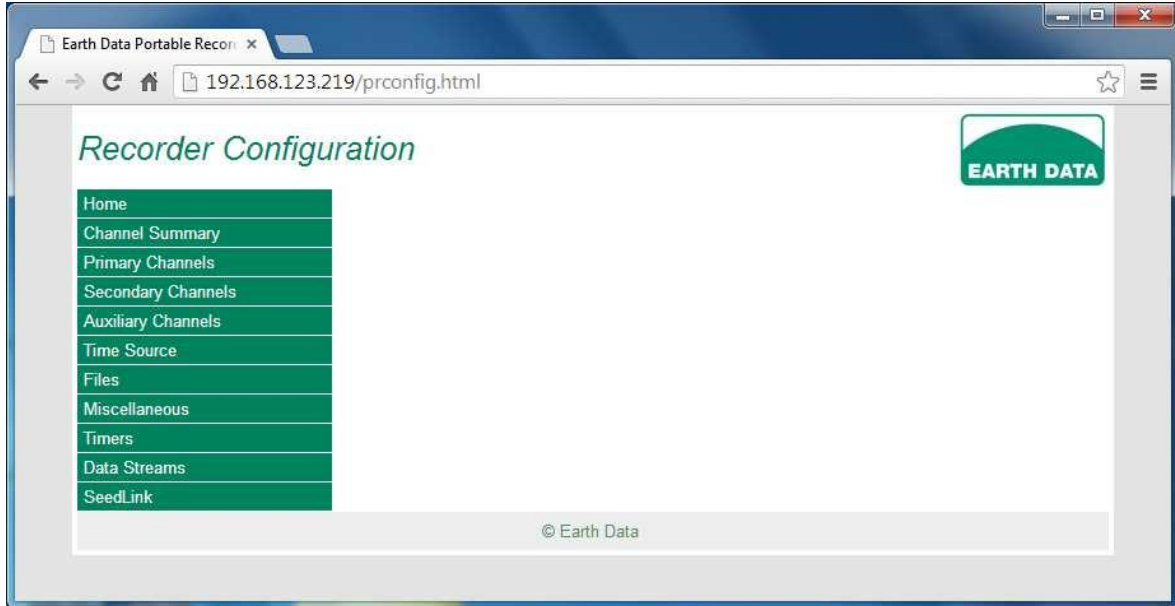 Earth Data Portable Recor
192.168.123.219/prconfig.html
Recorder Configuration
EARTH DATA
Home
Channel Summary
Primary Channels
Secondary Channels
Auxiliary Channels
Time Source
Files
Miscellaneous
Timers
Data Streams
SeedLink
© Earth Data